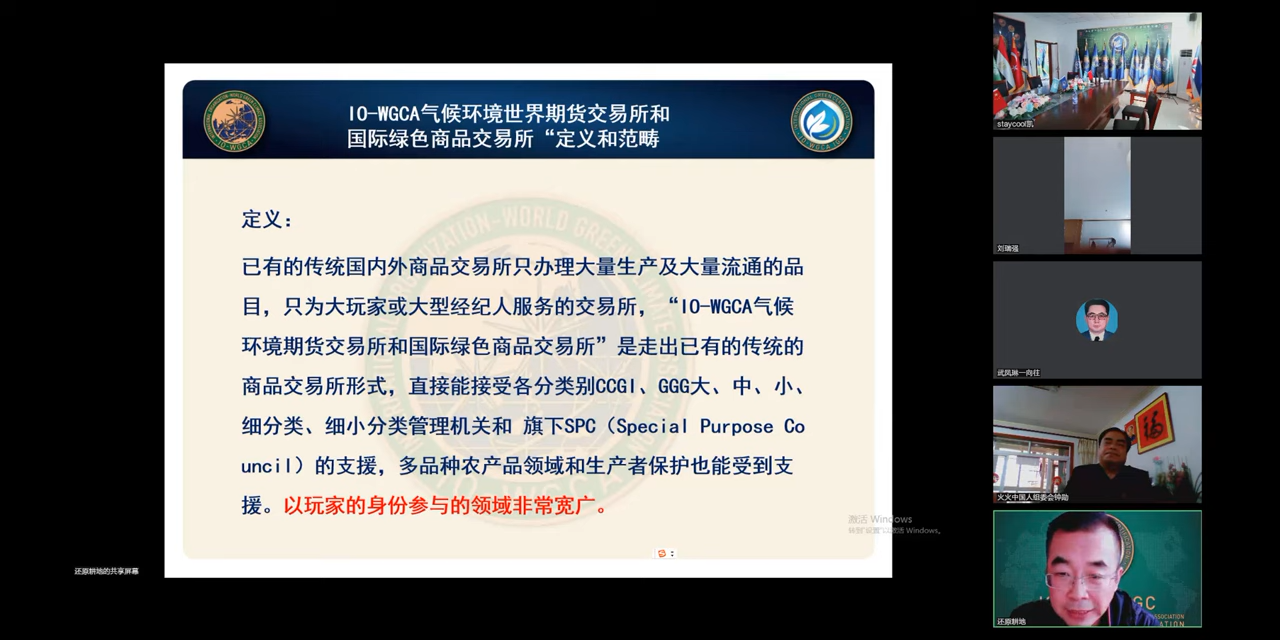 IO-WGCA气候环境世界期货交易所和
国际绿色商品交易所“定义和范畴
定义：
已有的传统国内外商品交易所只办理大量生产及大量流通的品
目，只为大玩家或大型经纪人服务的交易所，“IO-WGCA气候
环境期货交易所和国际绿色商品交易所”是走出已有的传统的
商品交易所形式，直接能接受各分类别CCGI、GGG大、中、小、
细分类、细小分类管理机关和 旗下SPC（Special Purpose Co
uncil）的支援，多品种农产品领域和生产者保护也能受到支
援。以玩家的身份参与的领域非常宽广。
激活 Windows
转到"设置"以激活 Windows。
还原耕地的共享屏幕
staycool凯
刘瑞强
武凤琳一向往
福
火火中国人组委会钟勋
还原耕地